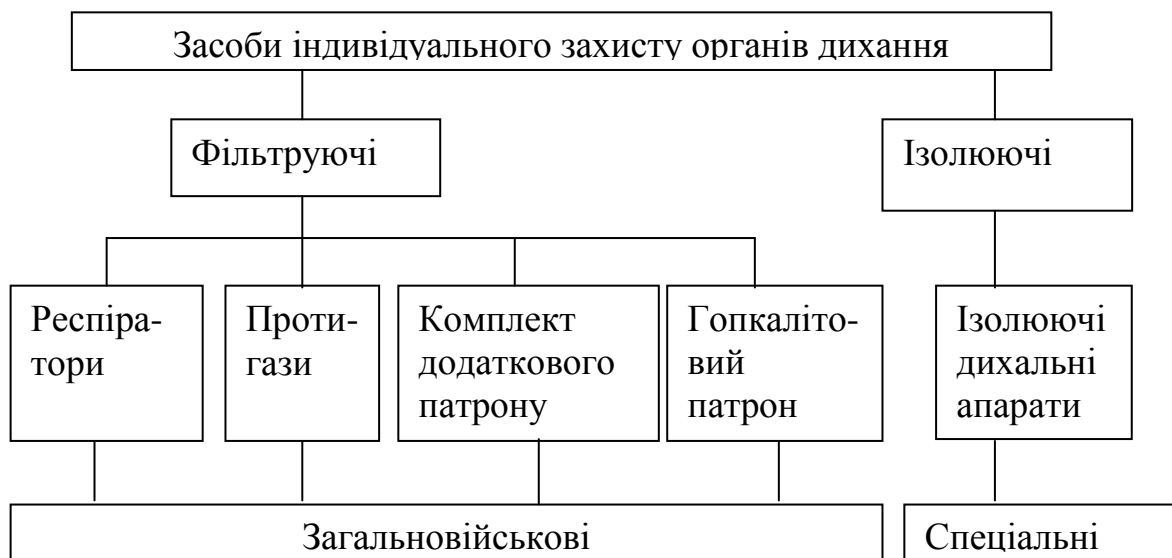 Засоби індивідуального захисту органів дихання
Фільтруючі
Ізолюючі
Респіра-
тори
Проти-
гази
Комплект
додаткового
патрону
Гопкаліто-
вий
патрон
Ізолюючі
дихальні
апарати
Загальновійськові
Спеціальні